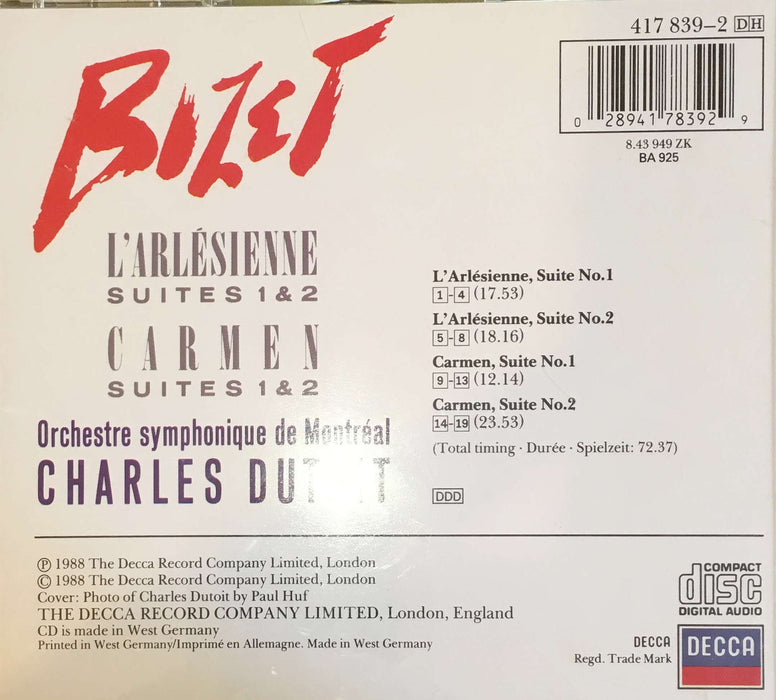 417 839-2 DH
0 28941 78392 9
8.43 949 ZK
BA 925
BIZET
L'ARLÉSIENNE
SUITES 1 & 2
CARMEN
SUITES 1 & 2
Orchestre symphonique de Montréal
CHARLES DUTOIT
L'Arlésienne, Suite No.1
1-4 (17.53)
L'Arlésienne, Suite No.2
5-8 (18.16)
Carmen, Suite No.1
9-13 (12.14)
Carmen, Suite No.2
14-19 (23.53)
(Total timing · Durée · Spielzeit: 72.37)
DDD
℗ 1988 The Decca Record Company Limited, London
© 1988 The Decca Record Company Limited, London
Cover: Photo of Charles Dutoit by Paul Huf
THE DECCA RECORD COMPANY LIMITED, London, England
CD is made in West Germany
Printed in West Germany/Imprimé en Allemagne. Made in West Germany
COMPACT
disc
DIGITAL AUDIO
DECCA
Regd. Trade Mark
DECCA